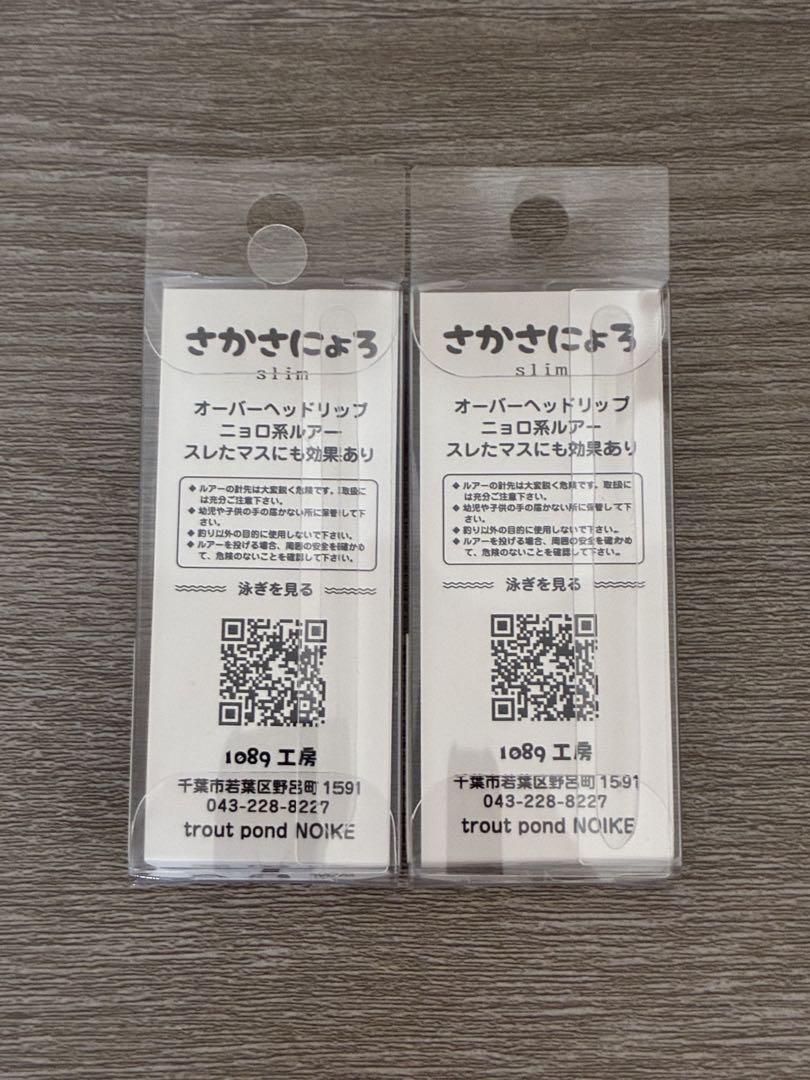 さかさにょろ
slim
オーバーヘッドリップ
ニョロ系ルアー
スレたマスにも効果あり
◆ルアーの針先は大変鋭く危険です。取扱に
は充分ご注意下さい。
◆幼児や子供の手の届かない所に保管して下
さい。
◆釣り以外の目的に使用しないで下さい。
◆ルアーを投げる場合、周囲の安全を確かめ
て、危険のないことを確認して下さい。
泳ぎを見る
1089工房
千葉市若葉区野呂町1591
043-228-8227
trout pond NOIKE
さかさにょろ
slim
オーバーヘッドリップ
ニョロ系ルアー
スレたマスにも効果あり
◆ルアーの針先は大変鋭く危険です。取扱に
は充分ご注意下さい。
◆幼児や子供の手の届かない所に保管して下
さい。
◆釣り以外の目的に使用しないで下さい。
◆ルアーを投げる場合、周囲の安全を確かめ
て、危険のないことを確認して下さい。
泳ぎを見る
1089工房
千葉市若葉区野呂町1591
043-228-8227
trout pond NOIKE